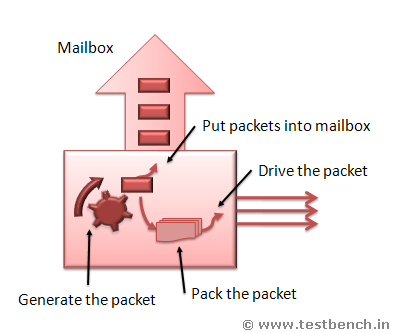 Mailbox
Put packets into mailbox
Drive the packet
Generate the packet
Pack the packet
© www.testbench.in